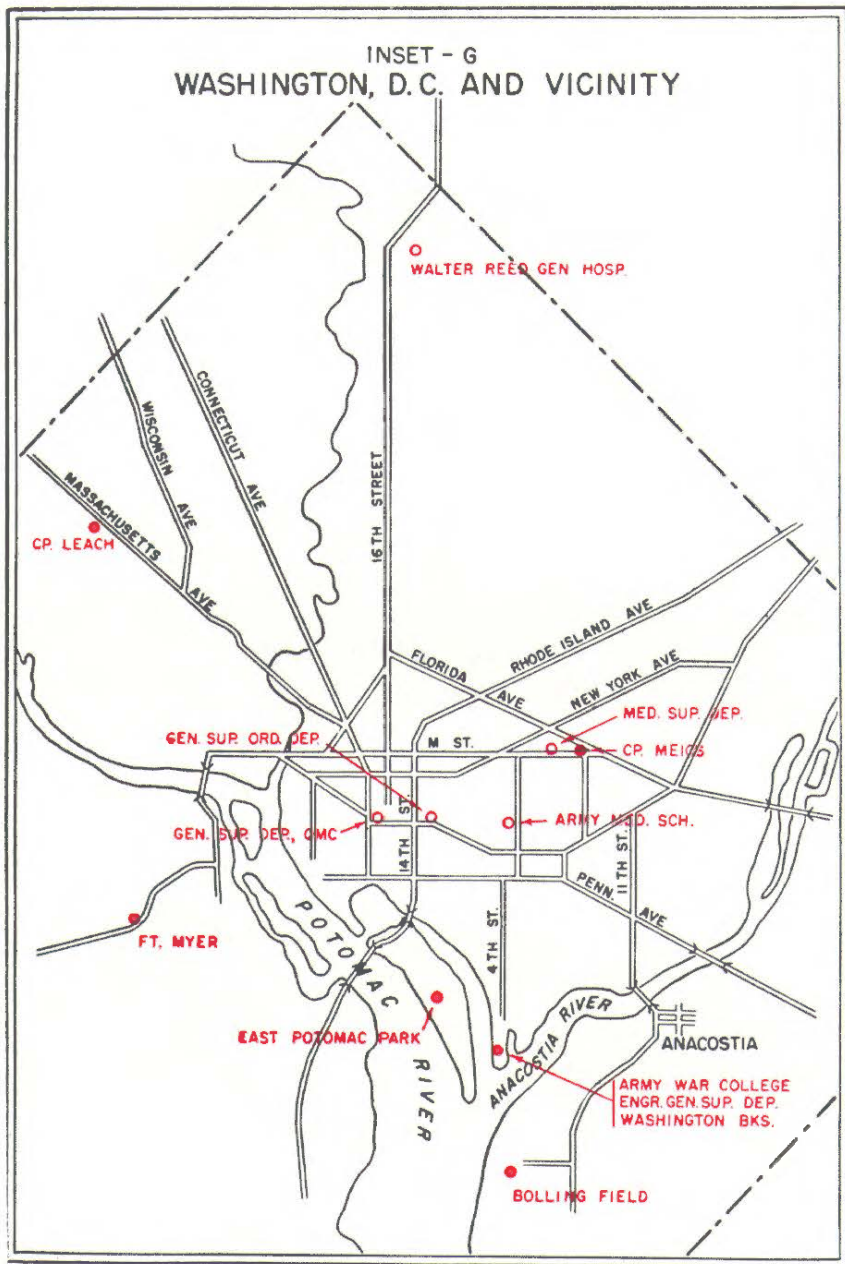 INSET - G
WASHINGTON, D.C. AND VICINITY
WALTER REED GEN HOSP.
CONNECTICUT AVE
WISCONSIN AVE
MASSACHUSETTS AVE
16TH STREET
CP. LEACH
RHODE ISLAND AVE
FLORIDA AVE
NEW YORK AVE
MED. SUP. DEP.
GEN. SUP. ORD. DEP.
M ST.
CP. MEIGS
GEN. SUP. DEP., QMC
14TH ST.
ARMY MED. SCH.
11TH ST.
PENN. AVE
4TH ST.
FT. MYER
POTOMAC RIVER
EAST POTOMAC PARK
ANACOSTIA RIVER
ANACOSTIA
ARMY WAR COLLEGE
ENGR. GEN. SUP. DEP.
WASHINGTON BKS.
BOLLING FIELD